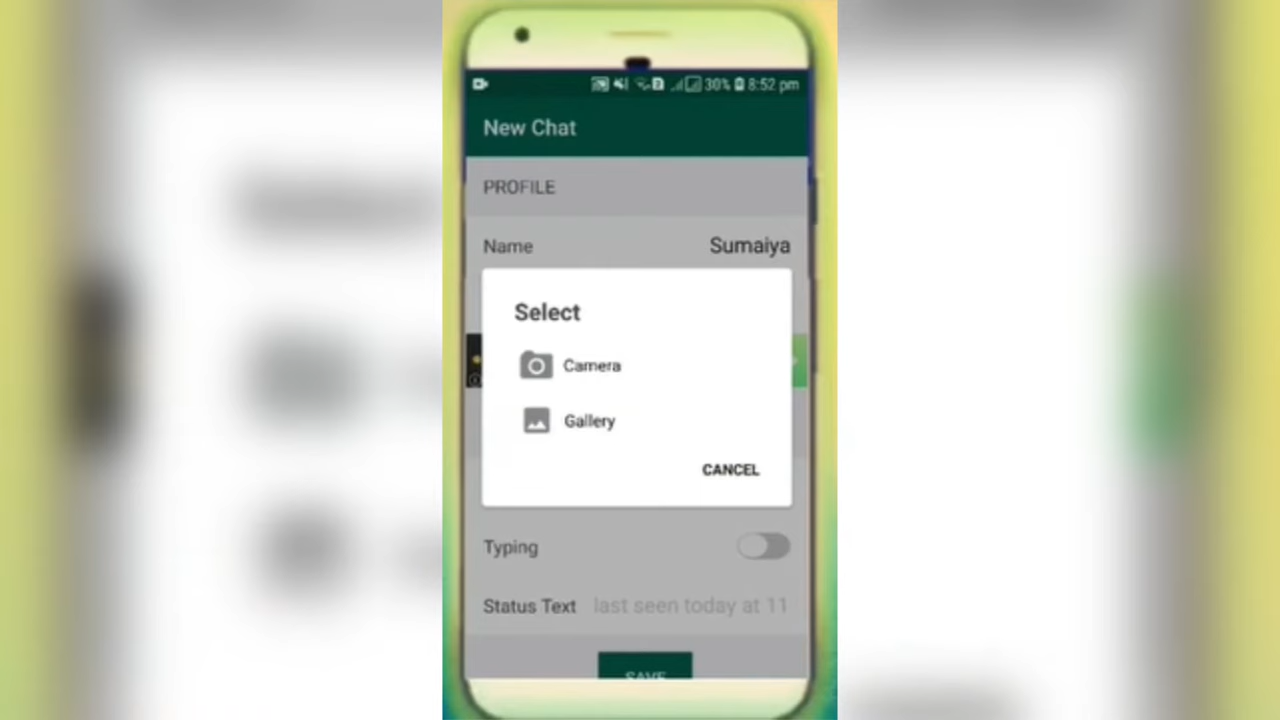 30% 8:52 pm
New Chat
PROFILE
Name Sumaiya
Select
Camera
Gallery
CANCEL
Typing
Status Text last seen today at 11
SAVE